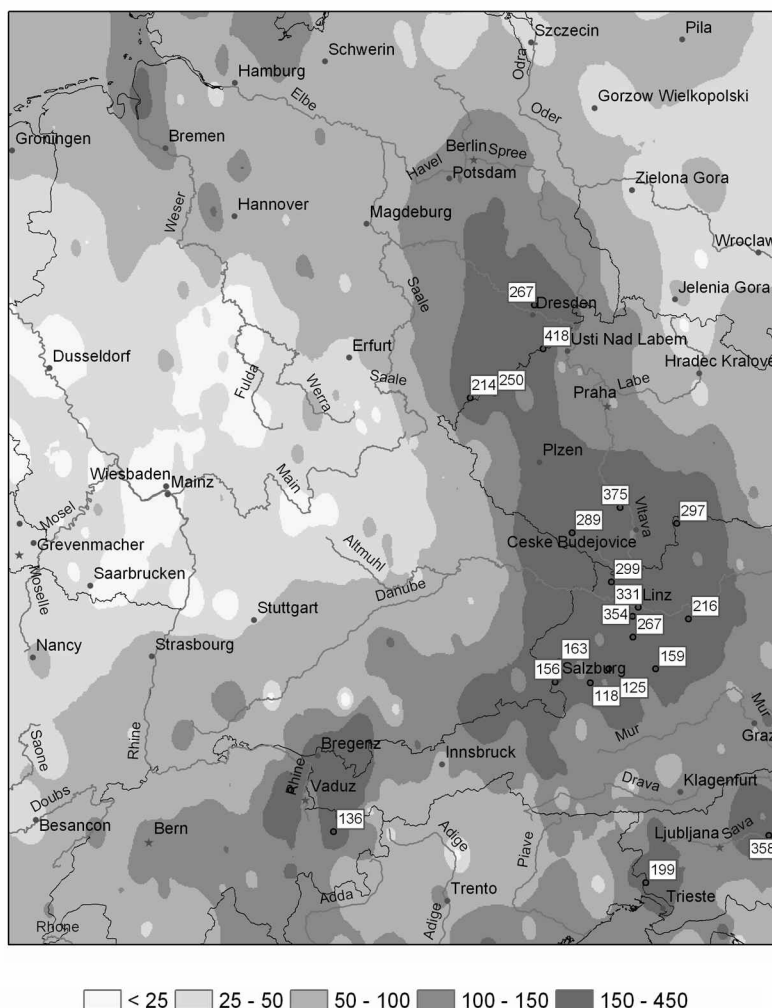 Szczecin
Pila
Schwerin
Odra
Hamburg
Elbe
Gorzow Wielkopolski
Oder
Groningen
Bremen
Berlin
Spree
Havel
Potsdam
Zielona Gora
Weser
Hannover
Magdeburg
Wroclaw
Saale
267
Dresden
Jelenia Gora
418
Usti Nad Labem
Dusseldorf
Erfurt
Hradec Kralove
Fulda
Werra
Saale
214
250
Praha
Labe
Plzen
Wiesbaden
Mainz
Main
375
Vltava
297
Mosel
289
Grevenmacher
Altmuhl
Ceske Budejovice
Moselle
Saarbrucken
299
Danube
331
Linz
Stuttgart
354
216
267
Nancy
Strasbourg
163
159
156
Salzburg
125
118
Mur
Saone
Rhine
Bregenz
Mur
Graz
Innsbruck
Rhine
Vaduz
Drava
Klagenfurt
Doubs
Besancon
Bern
136
Adige
Piave
Ljubljana
Sava
358
199
Adda
Trento
Trieste
Rhone
Adige
< 25
25 - 50
50 - 100
100 - 150
150 - 450